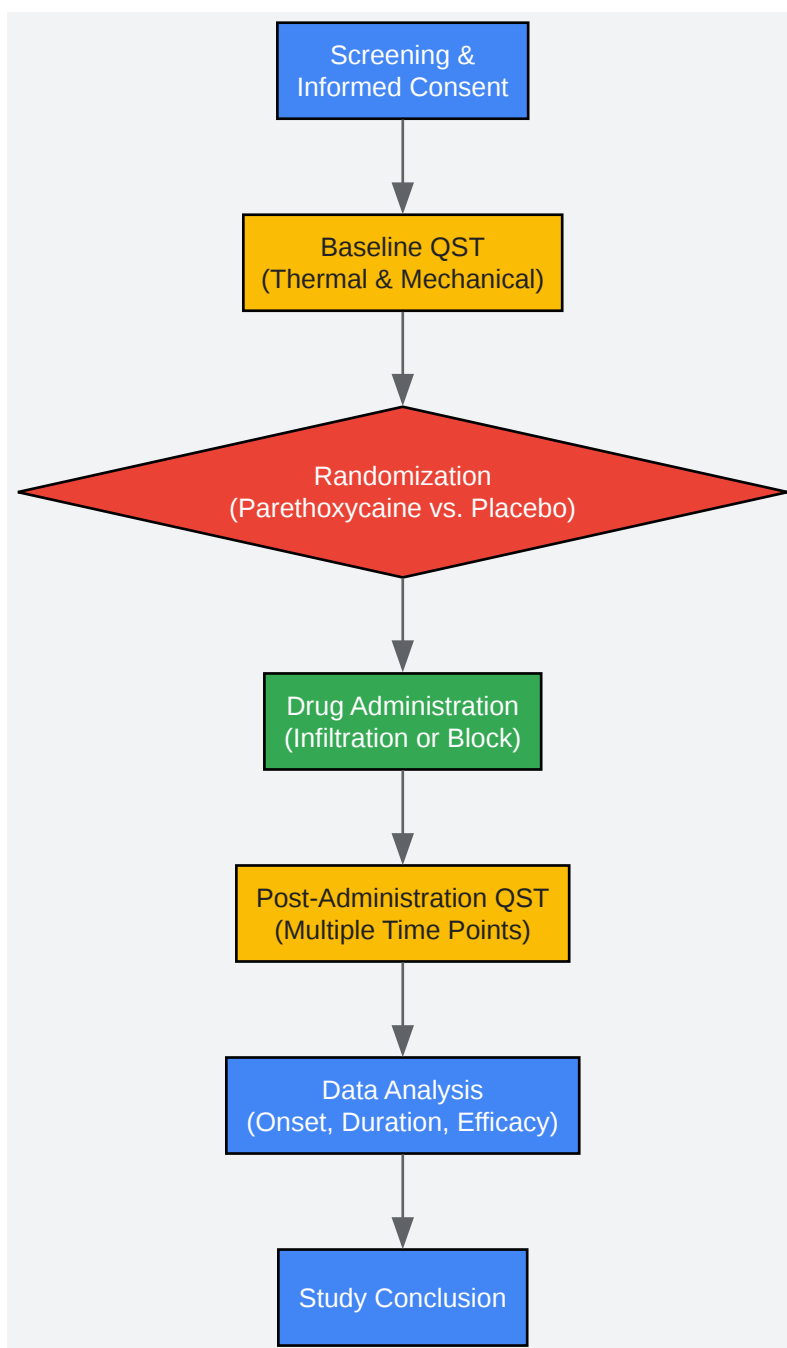 Screening &
Informed Consent
Baseline QST
(Thermal & Mechanical)
Randomization
(Parethoxycaine vs. Placebo)
Drug Administration
(Infiltration or Block)
Post-Administration QST
(Multiple Time Points)
Data Analysis
(Onset, Duration, Efficacy)
Study Conclusion